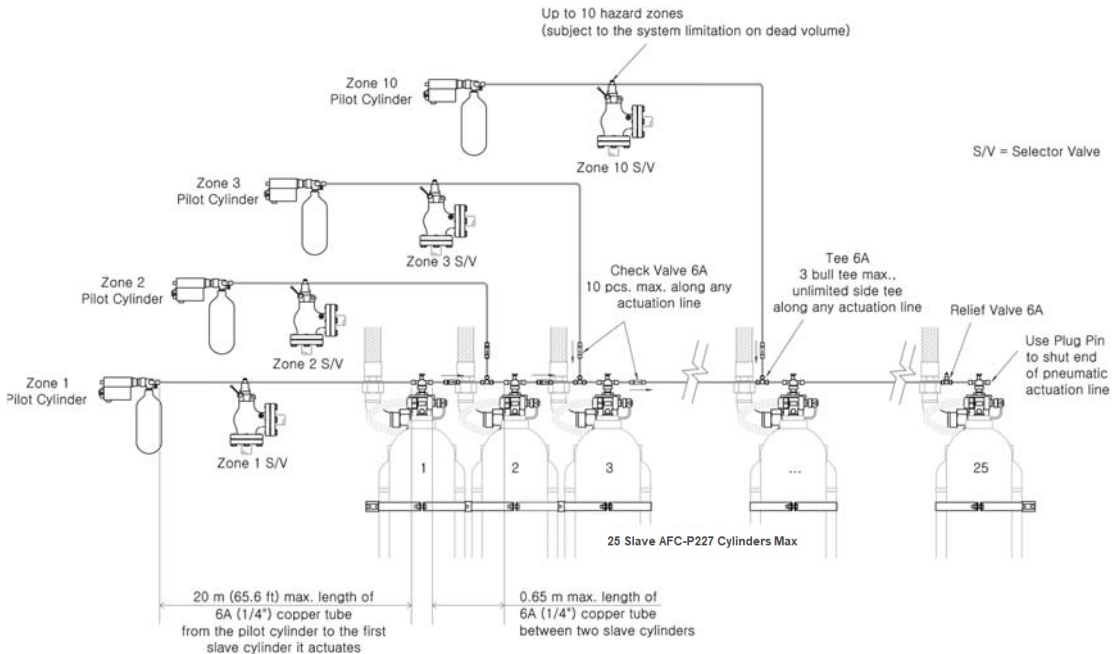 Up to 10 hazard zones
(subject to the system limitation on dead volume)
Zone 10
Pilot Cylinder
Zone 10 S/V
S/V = Selector Valve
Zone 3
Pilot Cylinder
Zone 3 S/V
Check Valve 6A
10 pcs. max. along any
actuation line
Tee 6A
3 bull tee max.,
unlimited side tee
along any actuation line
Zone 2
Pilot Cylinder
Zone 2 S/V
Relief Valve 6A
Use Plug Pin
to shut end
of pneumatic
actuation line
Zone 1
Pilot Cylinder
Zone 1 S/V
1
2
3
...
25
25 Slave AFC-P227 Cylinders Max
20 m (65.6 ft) max. length of
6A (1/4") copper tube
from the pilot cylinder to the first
slave cylinder it actuates
0.65 m max. length of
6A (1/4") copper tube
between two slave cylinders